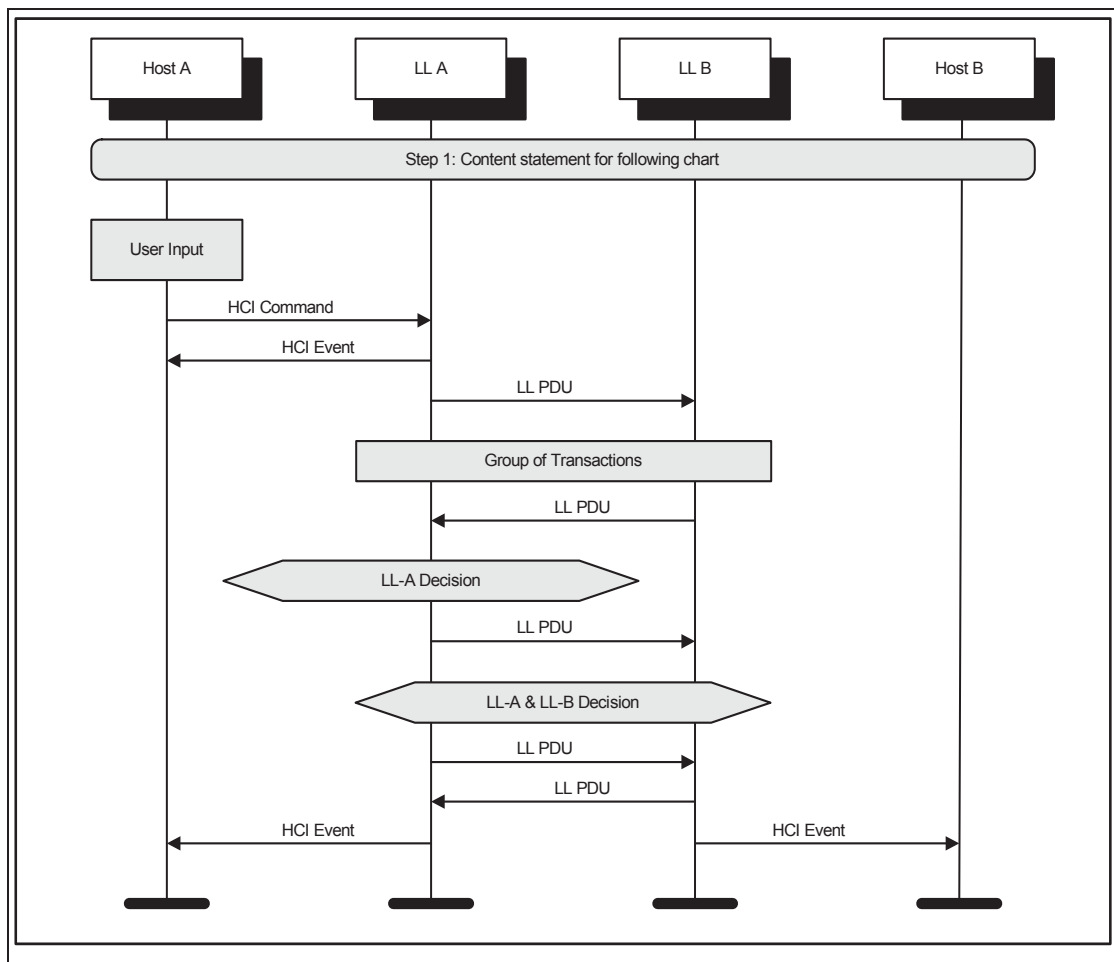 Host A
LL A
LL B
Host B
Step 1: Content statement for following chart
User Input
HCI Command
HCI Event
LL PDU
Group of Transactions
LL PDU
LL-A Decision
LL PDU
LL-A & LL-B Decision
LL PDU
LL PDU
HCI Event
HCI Event